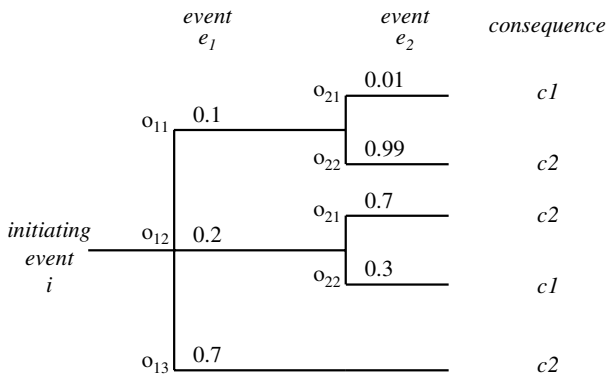 event event consequence
e1 e2
o21 0.01 c1
o11 0.1
o22 0.99 c2
o21 0.7 c2
initiating o12 0.2
event
o22 0.3 c1
i
o13 0.7 c2